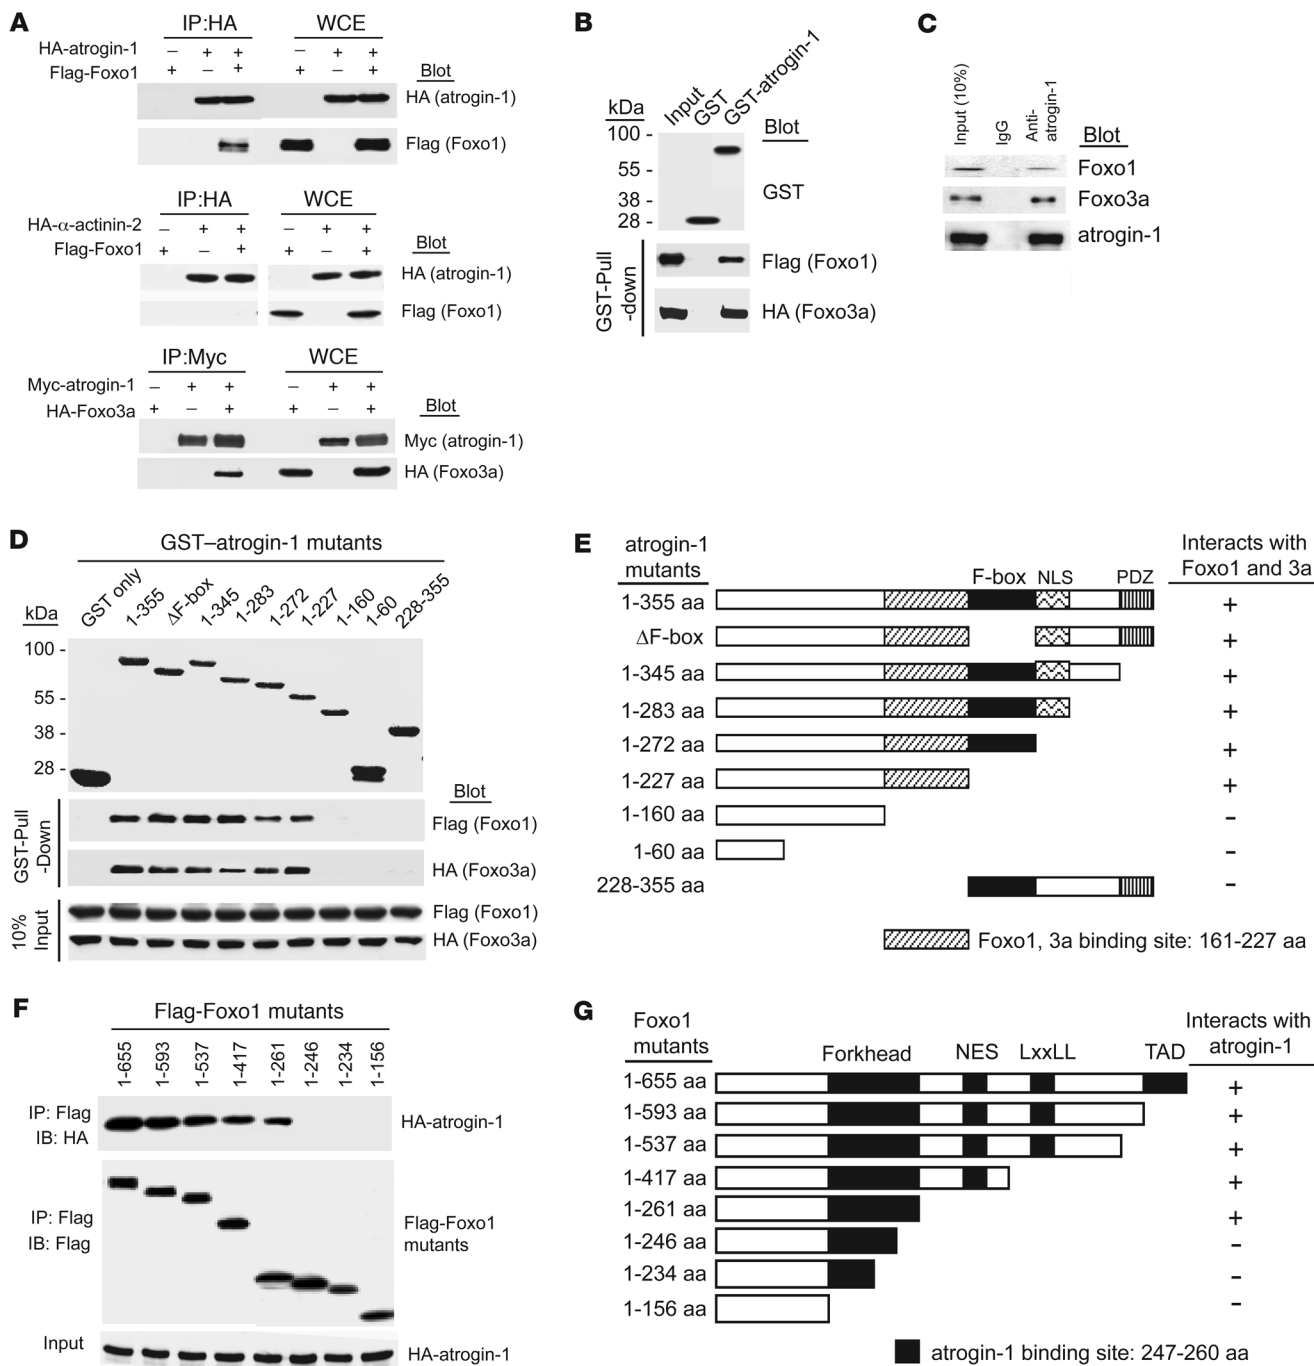 A
IP:HA WCE
HA-atrogin-1 – + + – + +
Flag-Foxo1 + – + + – + Blot
HA (atrogin-1)
Flag (Foxo1)
IP:HA WCE
HA-α-actinin-2 – + + – + +
Flag-Foxo1 + – + + – + Blot
HA (atrogin-1)
Flag (Foxo1)
IP:Myc WCE
Myc-atrogin-1 – + + – + +
HA-Foxo3a + – + + – + Blot
Myc (atrogin-1)
HA (Foxo3a)
B
kDa Input GST GST-atrogin-1
Blot
100 -
55 -
38 -
28 -
GST
GST-Pull
-down
Flag (Foxo1)
HA (Foxo3a)
C
Input (10%) IgG Anti-
atrogin-1
Blot
Foxo1
Foxo3a
atrogin-1
D
GST–atrogin-1 mutants
kDa GST only 1-355 ΔF-box 1-345 1-283 1-272 1-227 1-160 1-60 228-355
100 -
55 -
38 -
28 -
Blot
GST-Pull
-Down
Flag (Foxo1)
HA (Foxo3a)
10%
Input
Flag (Foxo1)
HA (Foxo3a)
E
atrogin-1
mutants
F-box NLS PDZ
Interacts with
Foxo1 and 3a
1-355 aa +
ΔF-box +
1-345 aa +
1-283 aa +
1-272 aa +
1-227 aa +
1-160 aa –
1-60 aa –
228-355 aa –
Foxo1, 3a binding site: 161-227 aa
F
Flag-Foxo1 mutants
1-655 1-593 1-537 1-417 1-261 1-246 1-234 1-156
IP: Flag
IB: HA
HA-atrogin-1
IP: Flag
IB: Flag
Flag-Foxo1
mutants
Input
HA-atrogin-1
G
Foxo1
mutants
Forkhead NES LxxLL TAD
Interacts with
atrogin-1
1-655 aa +
1-593 aa +
1-537 aa +
1-417 aa +
1-261 aa +
1-246 aa –
1-234 aa –
1-156 aa –
atrogin-1 binding site: 247-260 aa